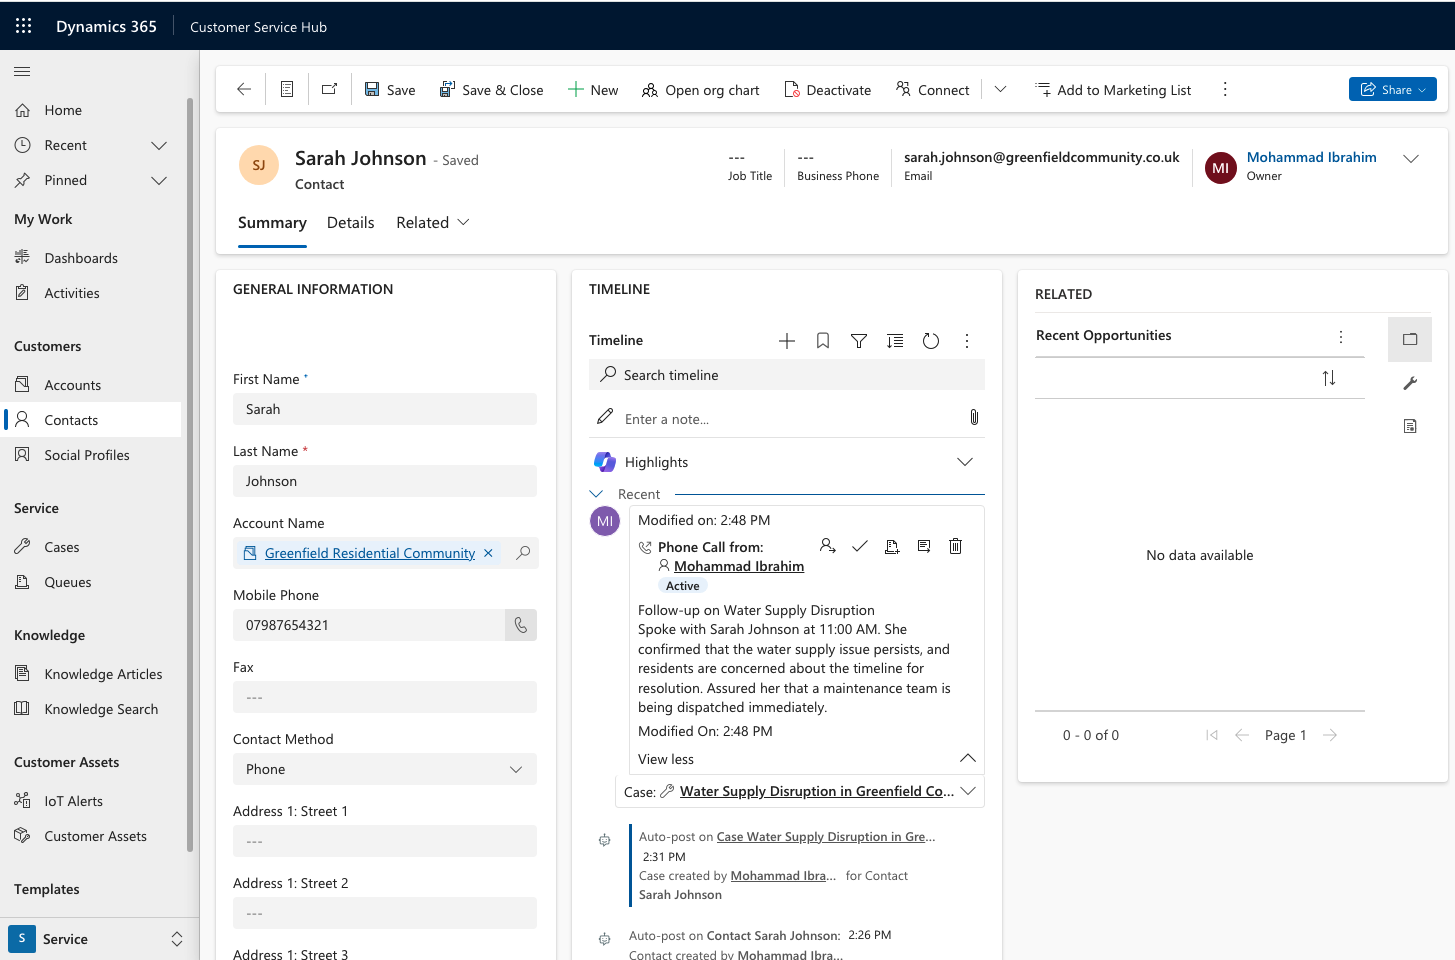 Dynamics 365
Customer Service Hub
Home
Recent
Pinned
My Work
Dashboards
Activities
Customers
Accounts
Contacts
Social Profiles
Service
Cases
Queues
Knowledge
Knowledge Articles
Knowledge Search
Customer Assets
IoT Alerts
Customer Assets
Templates
S
Service
Save
Save & Close
New
Open org chart
Deactivate
Connect
Add to Marketing List
Share
SJ
Sarah Johnson - Saved
Contact
---
Job Title
---
Business Phone
sarah.johnson@greenfieldcommunity.co.uk
Email
MI
Mohammad Ibrahim
Owner
Summary
Details
Related
GENERAL INFORMATION
First Name *
Sarah
Last Name *
Johnson
Account Name
Greenfield Residential Community
Mobile Phone
07987654321
Fax
---
Contact Method
Phone
Address 1: Street 1
---
Address 1: Street 2
---
Address 1: Street 3
TIMELINE
Timeline
Search timeline
Enter a note...
Highlights
Recent
MI
Modified on: 2:48 PM
Phone Call from:
Mohammad Ibrahim
Active
Follow-up on Water Supply Disruption
Spoke with Sarah Johnson at 11:00 AM. She
confirmed that the water supply issue persists, and
residents are concerned about the timeline for
resolution. Assured her that a maintenance team is
being dispatched immediately.
Modified On: 2:48 PM
View less
Case: Water Supply Disruption in Greenfield Co...
Auto-post on Case Water Supply Disruption in Gre...
2:31 PM
Case created by Mohammad Ibra... for Contact
Sarah Johnson
Auto-post on Contact Sarah Johnson: 2:26 PM
Contact created by Mohammad Ibra...
RELATED
Recent Opportunities
No data available
0 - 0 of 0
Page 1